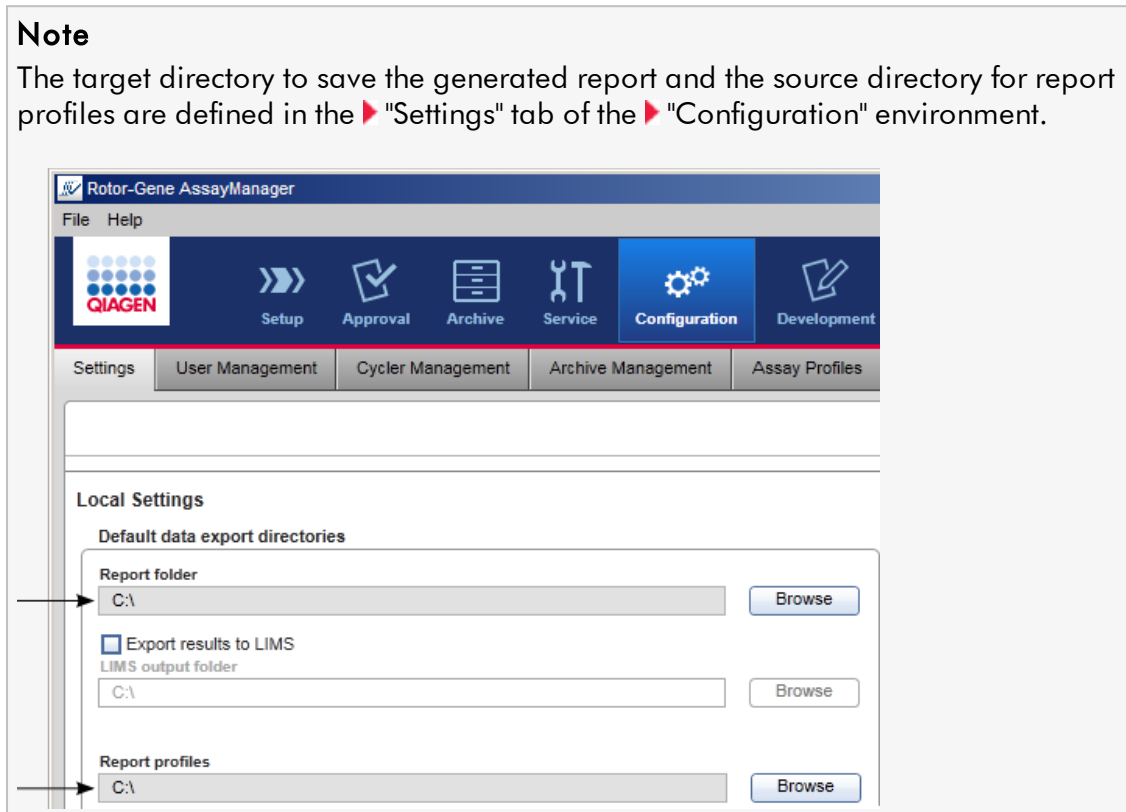 Note
The target directory to save the generated report and the source directory for report
profiles are defined in the "Settings" tab of the "Configuration" environment.
Rotor-Gene AssayManager
File Help
QIAGEN
Setup Approval Archive Service Configuration Development
Settings User Management Cycler Management Archive Management Assay Profiles
Local Settings
Default data export directories
Report folder
C:\ Browse
Export results to LIMS
LIMS output folder
C:\ Browse
Report profiles
C:\ Browse